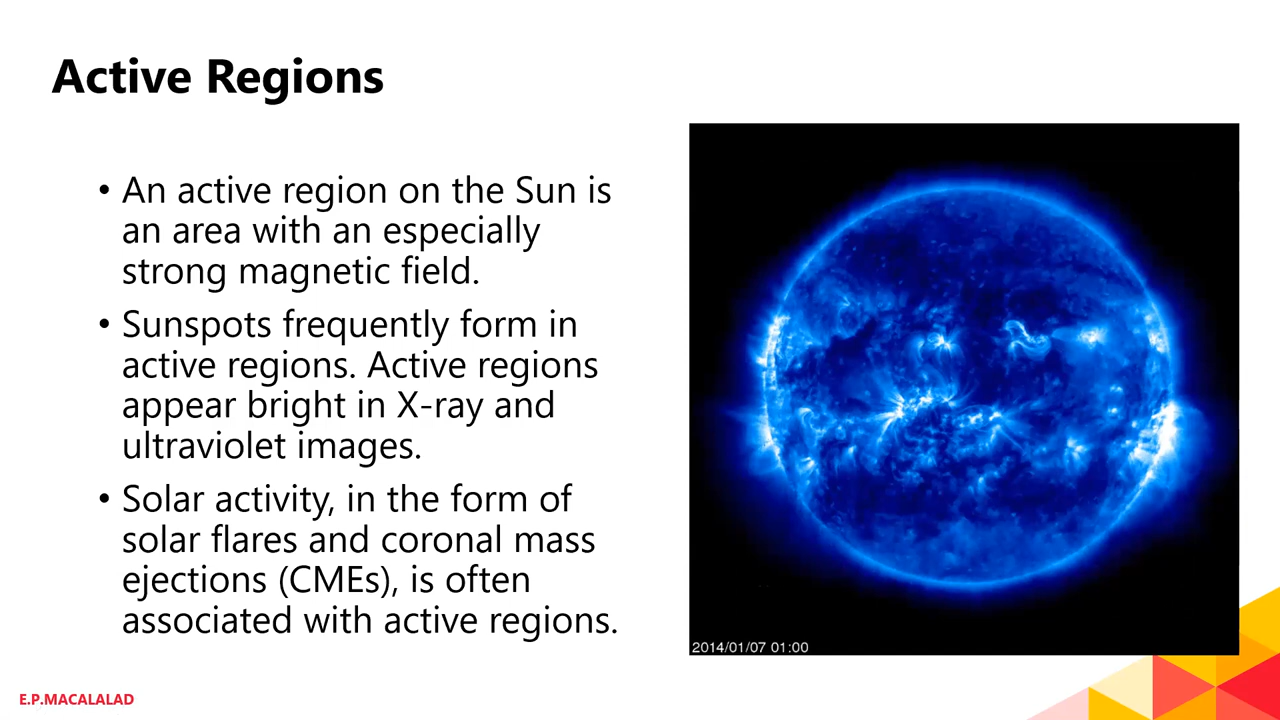 Active Regions
• An active region on the Sun is
an area with an especially
strong magnetic field.
• Sunspots frequently form in
active regions. Active regions
appear bright in X-ray and
ultraviolet images.
• Solar activity, in the form of
solar flares and coronal mass
ejections (CMEs), is often
associated with active regions.
2014/01/07 01:00
E.P.MACALALAD